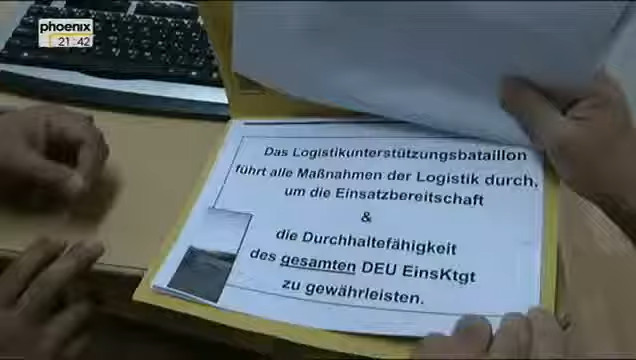 phoenix
21:42
Das Logistikunterstützungsbataillon
führt alle Maßnahmen der Logistik durch,
um die Einsatzbereitschaft
&
die Durchhaltefähigkeit
des gesamten DEU EinsKtgt
zu gewährleisten.